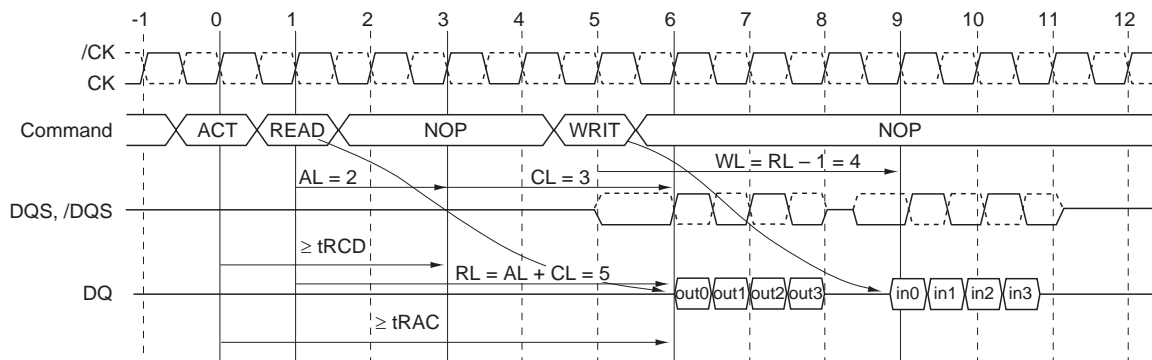 -1 0 1 2 3 4 5 6 7 8 9 10 11 12
/CK
CK
Command ACT READ NOP WRIT NOP
WL = RL − 1 = 4
AL = 2 CL = 3
DQS, /DQS
≥ tRCD
RL = AL + CL = 5
DQ out0 out1 out2 out3 in0 in1 in2 in3
≥ tRAC